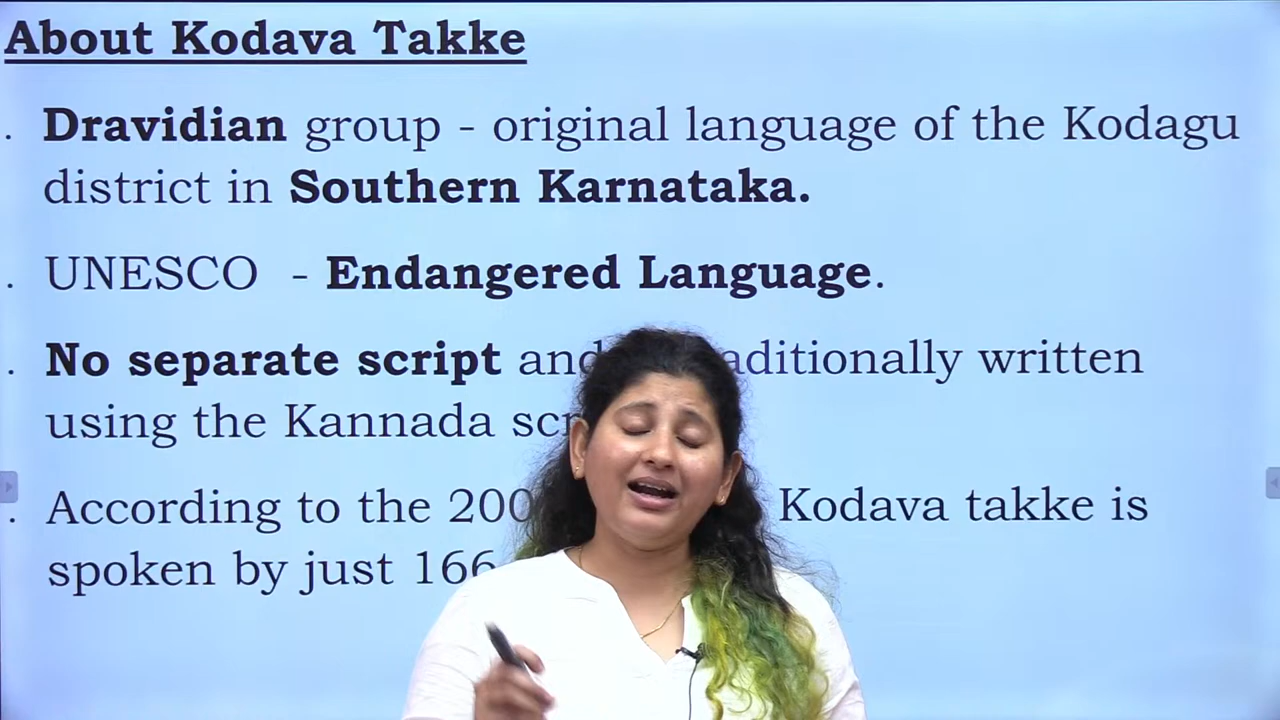 About Kodava Takke
. Dravidian group - original language of the Kodagu
district in Southern Karnataka.
. UNESCO - Endangered Language.
. No separate script and written
using the Kannada
. According to the Kodava takke is
spoken by just